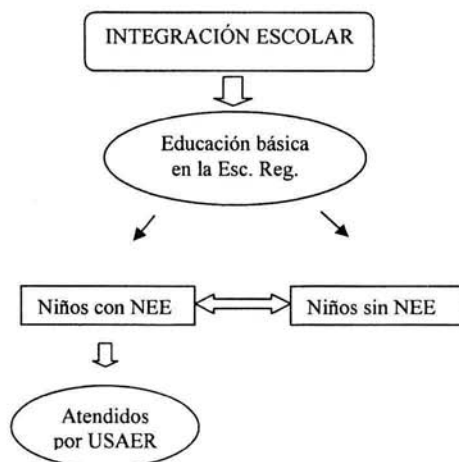 INTEGRACIÓN ESCOLAR
Educación básica
en la Esc. Reg.
Niños con NEE
Niños sin NEE
Atendidos
por USAER